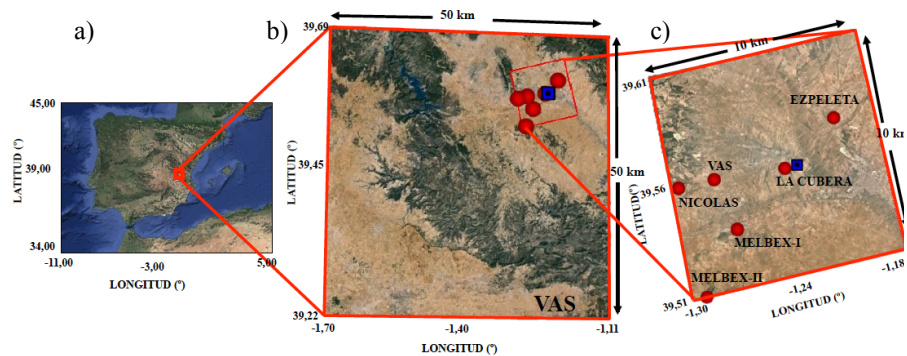 a)
45,00
39,00
34,00
LATITUD (º)
-11,00
-3,00
5,00
LONGITUD (º)
b)
50 km
39,69
39,45
39,22
LATITUD (º)
50 km
VAS
-1,70
-1,40
-1,11
LONGITUD (º)
c)
10 km
39,61
39,56
39,51
LATITUD (º)
10 km
EZPELETA
VAS
LA CUBERA
NICOLAS
MELBEX-I
MELBEX-II
-1,30
-1,24
-1,18
LONGITUD (º)